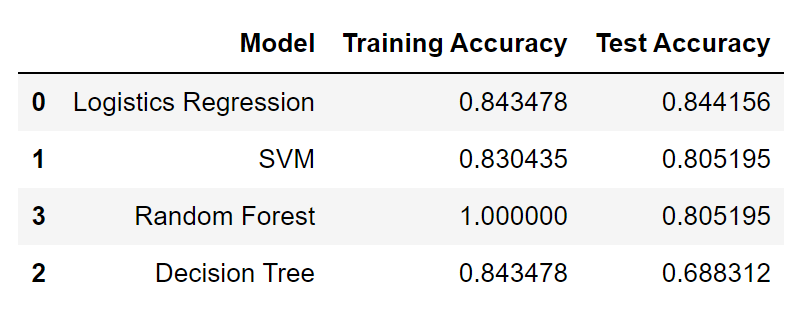 Model Training Accuracy Test Accuracy
0 Logistics Regression 0.843478 0.844156
1 SVM 0.830435 0.805195
3 Random Forest 1.000000 0.805195
2 Decision Tree 0.843478 0.688312